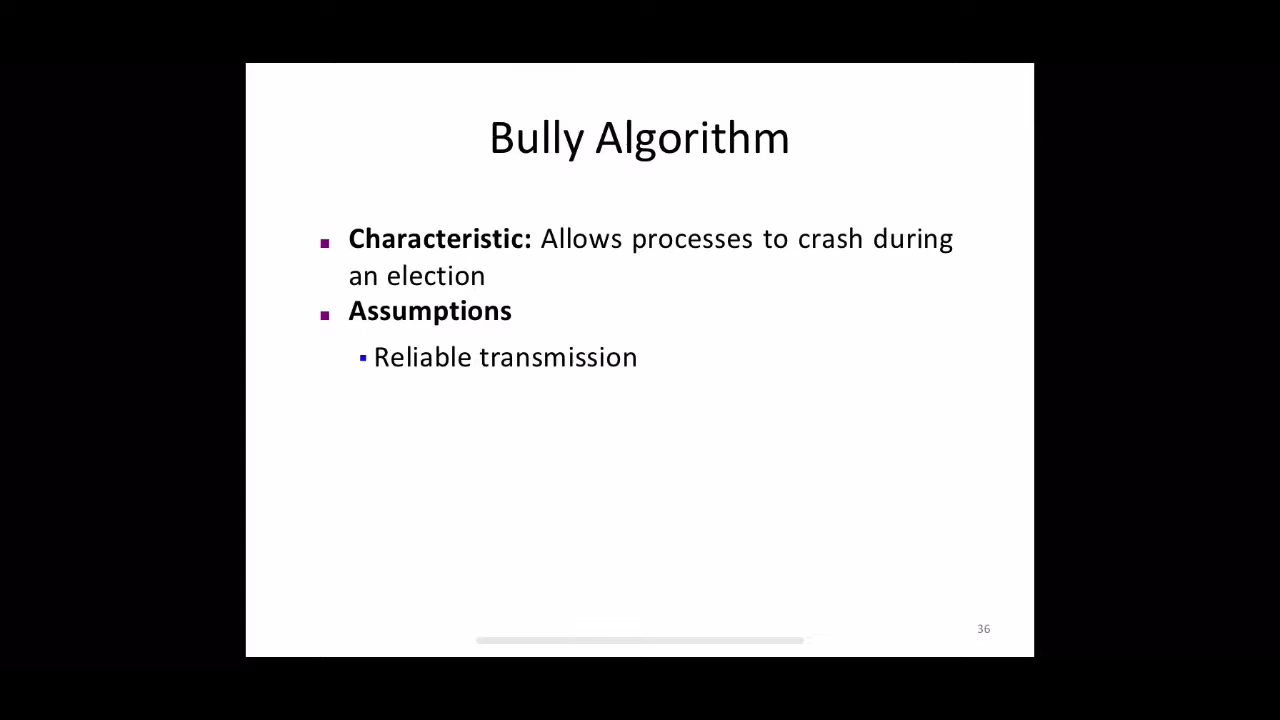 Bully Algorithm
Characteristic: Allows processes to crash during
an election
Assumptions
Reliable transmission
36